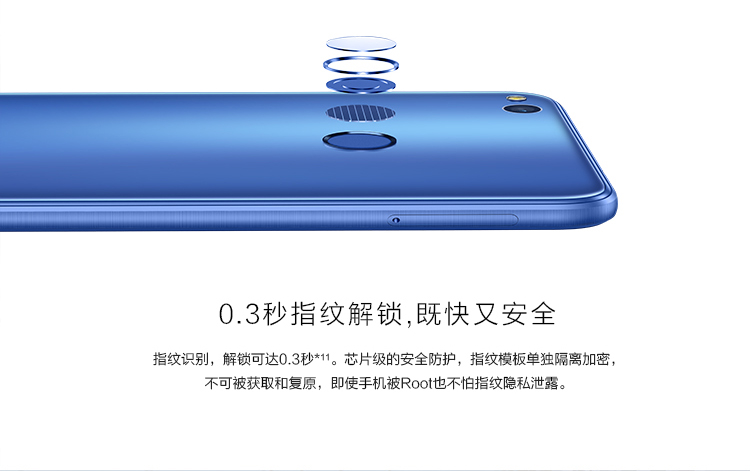 0.3秒指纹解锁,既快又安全
指纹识别，解锁可达0.3秒*11。芯片级的安全防护，指纹模板单独隔离加密，
不可被获取和复原，即使手机被Root也不怕指纹隐私泄露。